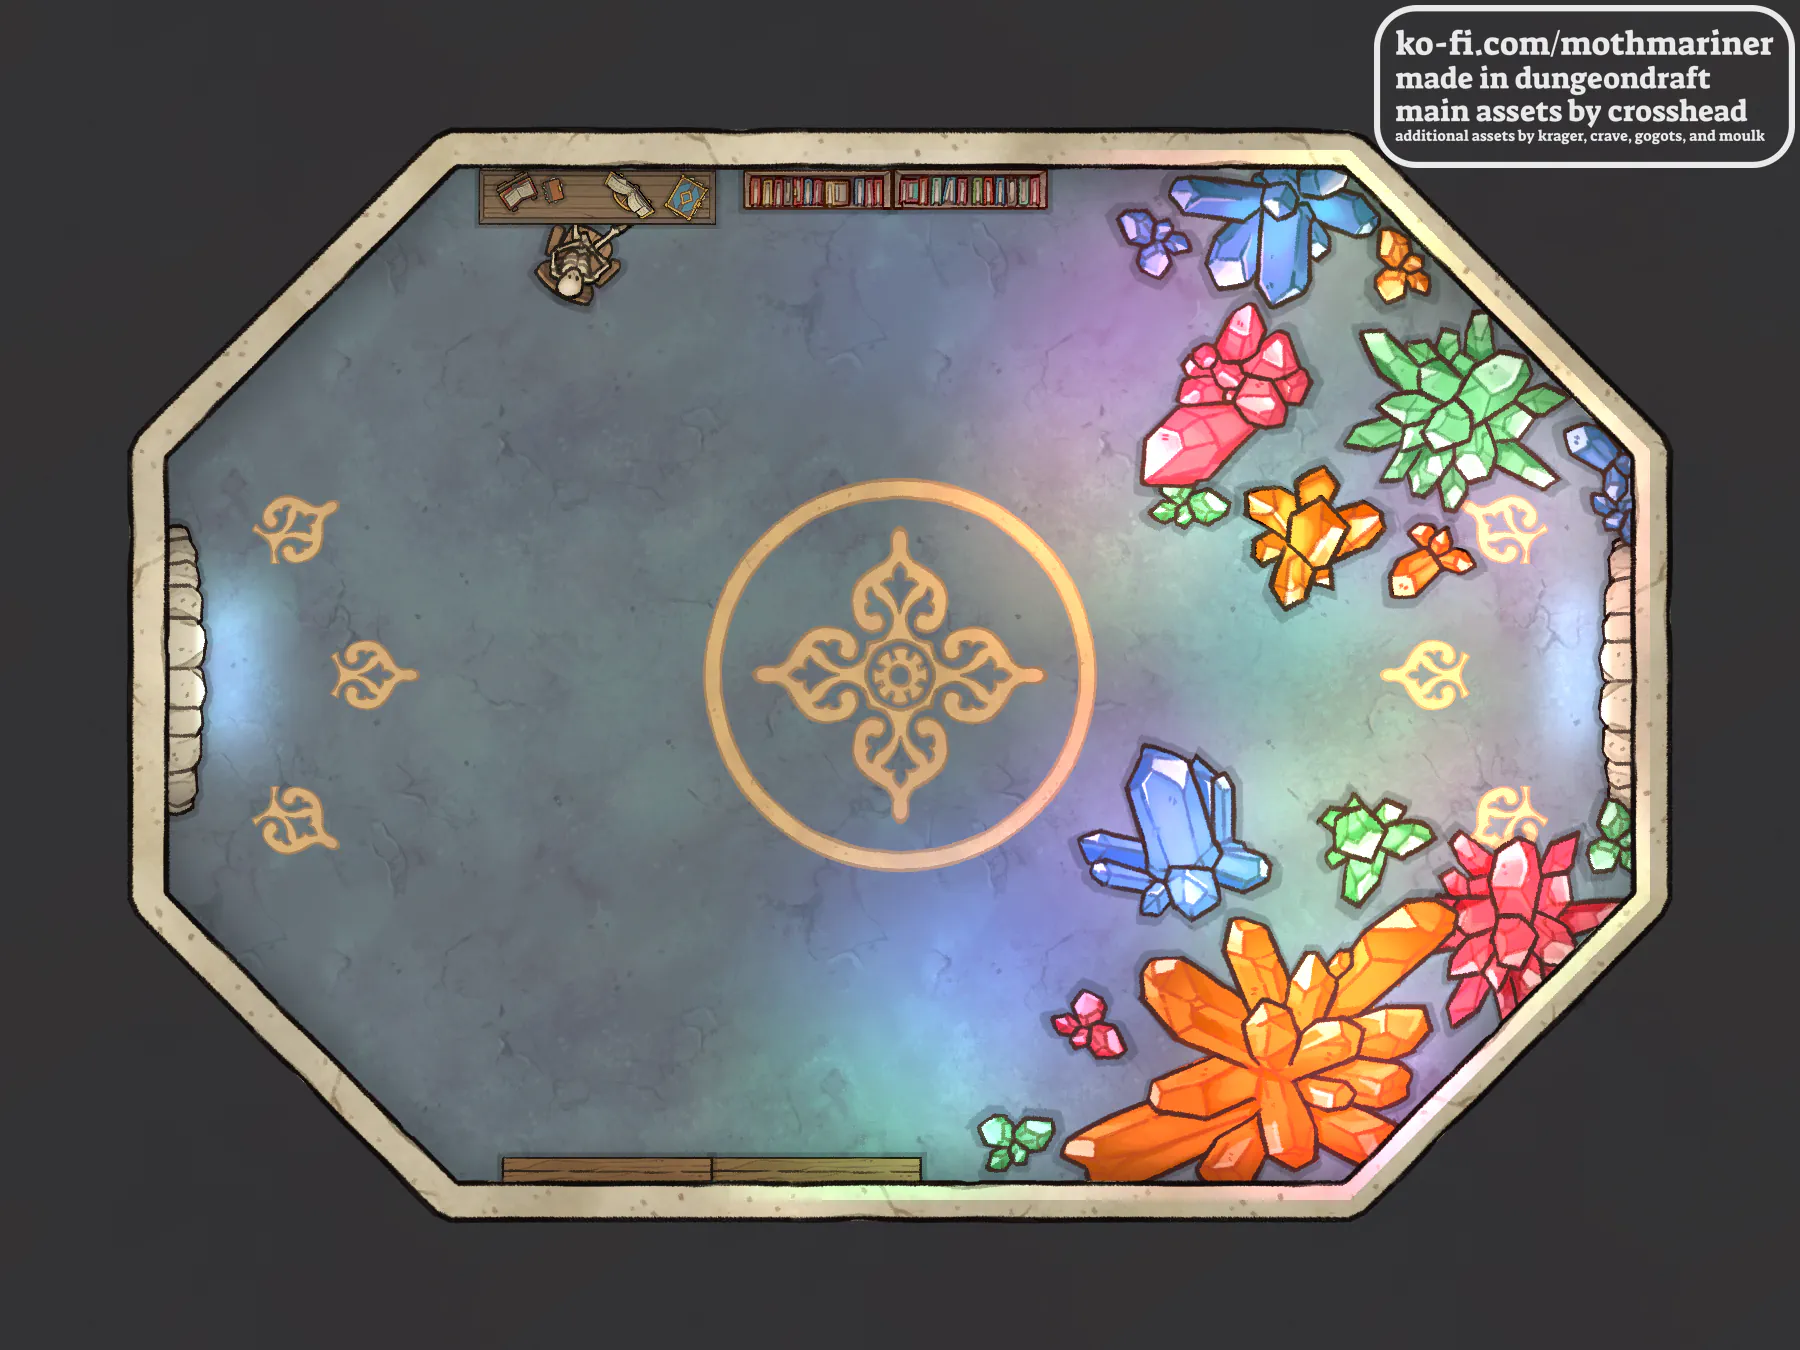 ko-fi.com/mothmariner
made in dungeondraft
main assets by crosshead
additional assets by krager, crave, gogots, and moulk